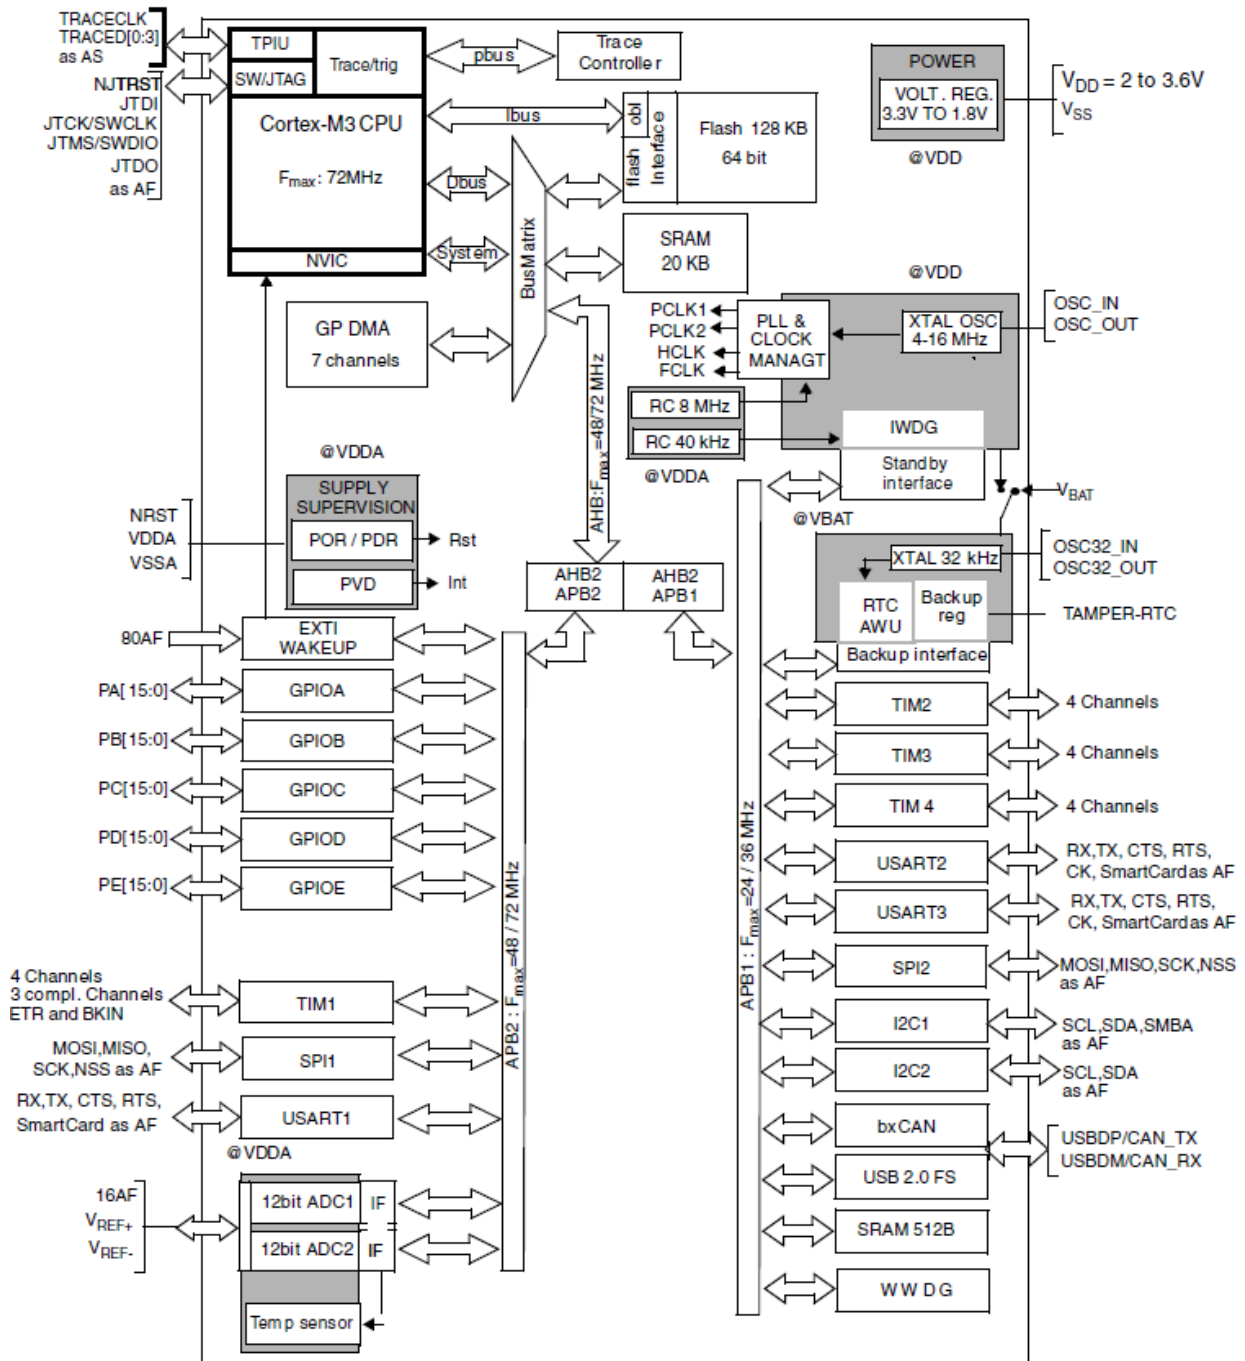 TRACECLK
TRACED[0:3]
as AS
NJTRST
JTDI
JTCK/SWCLK
JTMS/SWDIO
JTDO
as AF
TPIU
SW/JTAG
Trace/trig
Cortex-M3 CPU
Fmax: 72MHz
NVIC
pbus
Trace
Controller
Ibus
Dbus
System
BusMatrix
obl
flash
Interface
Flash 128 KB
64 bit
SRAM
20 KB
POWER
VOLT. REG.
3.3V TO 1.8V
@VDD
VDD = 2 to 3.6V
VSS
GP DMA
7 channels
AHB:Fmax=48/72 MHz
@VDD
PCLK1
PCLK2
HCLK
FCLK
PLL &
CLOCK
MANAGT
XTAL OSC
4-16 MHz
OSC_IN
OSC_OUT
RC 8 MHz
RC 40 kHz
@VDDA
IWDG
Standby
interface
VBAT
@VBAT
XTAL 32 kHz
OSC32_IN
OSC32_OUT
RTC
AWU
Backup
reg
TAMPER-RTC
Backup interface
@VDDA
SUPPLY
SUPERVISION
NRST
VDDA
VSSA
POR / PDR
Rst
PVD
Int
AHB2
APB2
AHB2
APB1
80AF
EXTI
WAKEUP
PA[15:0]
GPIOA
PB[15:0]
GPIOB
PC[15:0]
GPIOC
PD[15:0]
GPIOD
PE[15:0]
GPIOE
4 Channels
3 compl. Channels
ETR and BKIN
TIM1
MOSI,MISO,
SCK,NSS as AF
SPI1
RX,TX, CTS, RTS,
SmartCard as AF
USART1
@VDDA
16AF
VREF+
VREF-
12bit ADC1
IF
12bit ADC2
IF
Temp sensor
APB2 : Fmax=48 / 72 MHz
APB1 : Fmax=24 / 36 MHz
TIM2
4 Channels
TIM3
4 Channels
TIM 4
4 Channels
USART2
RX,TX, CTS, RTS,
CK, SmartCard as AF
USART3
RX,TX, CTS, RTS,
CK, SmartCard as AF
SPI2
MOSI,MISO,SCK,NSS
as AF
I2C1
SCL,SDA,SMBA
as AF
I2C2
SCL,SDA
as AF
bxCAN
USBDP/CAN_TX
USBDM/CAN_RX
USB 2.0 FS
SRAM 512B
WWDG